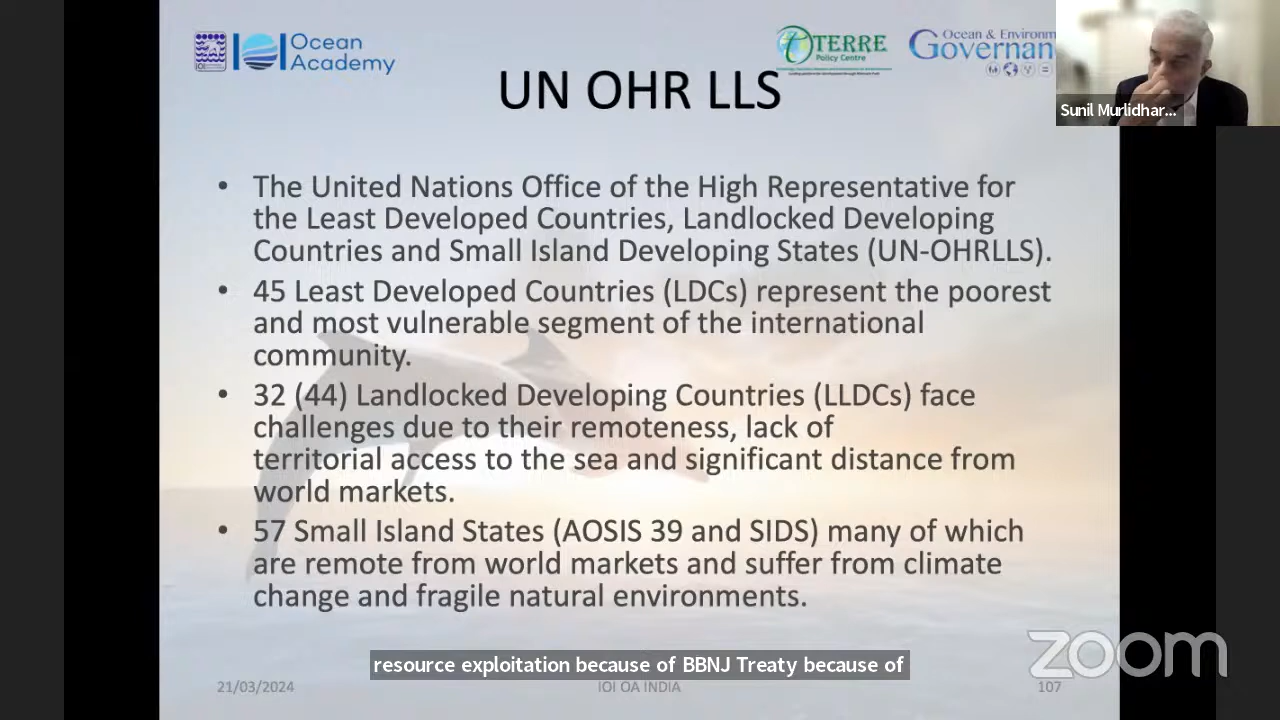 IOI
Ocean
Academy
TERRE
Policy Centre
Ocean & Environm
Governan
UN OHR LLS
Sunil Murlidhar...
• The United Nations Office of the High Representative for
the Least Developed Countries, Landlocked Developing
Countries and Small Island Developing States (UN-OHRLLS).
• 45 Least Developed Countries (LDCs) represent the poorest
and most vulnerable segment of the international
community.
• 32 (44) Landlocked Developing Countries (LLDCs) face
challenges due to their remoteness, lack of
territorial access to the sea and significant distance from
world markets.
• 57 Small Island States (AOSIS 39 and SIDS) many of which
are remote from world markets and suffer from climate
change and fragile natural environments.
zoom
resource exploitation because of BBNJ Treaty because of
21/03/2024
IOI OA INDIA
107